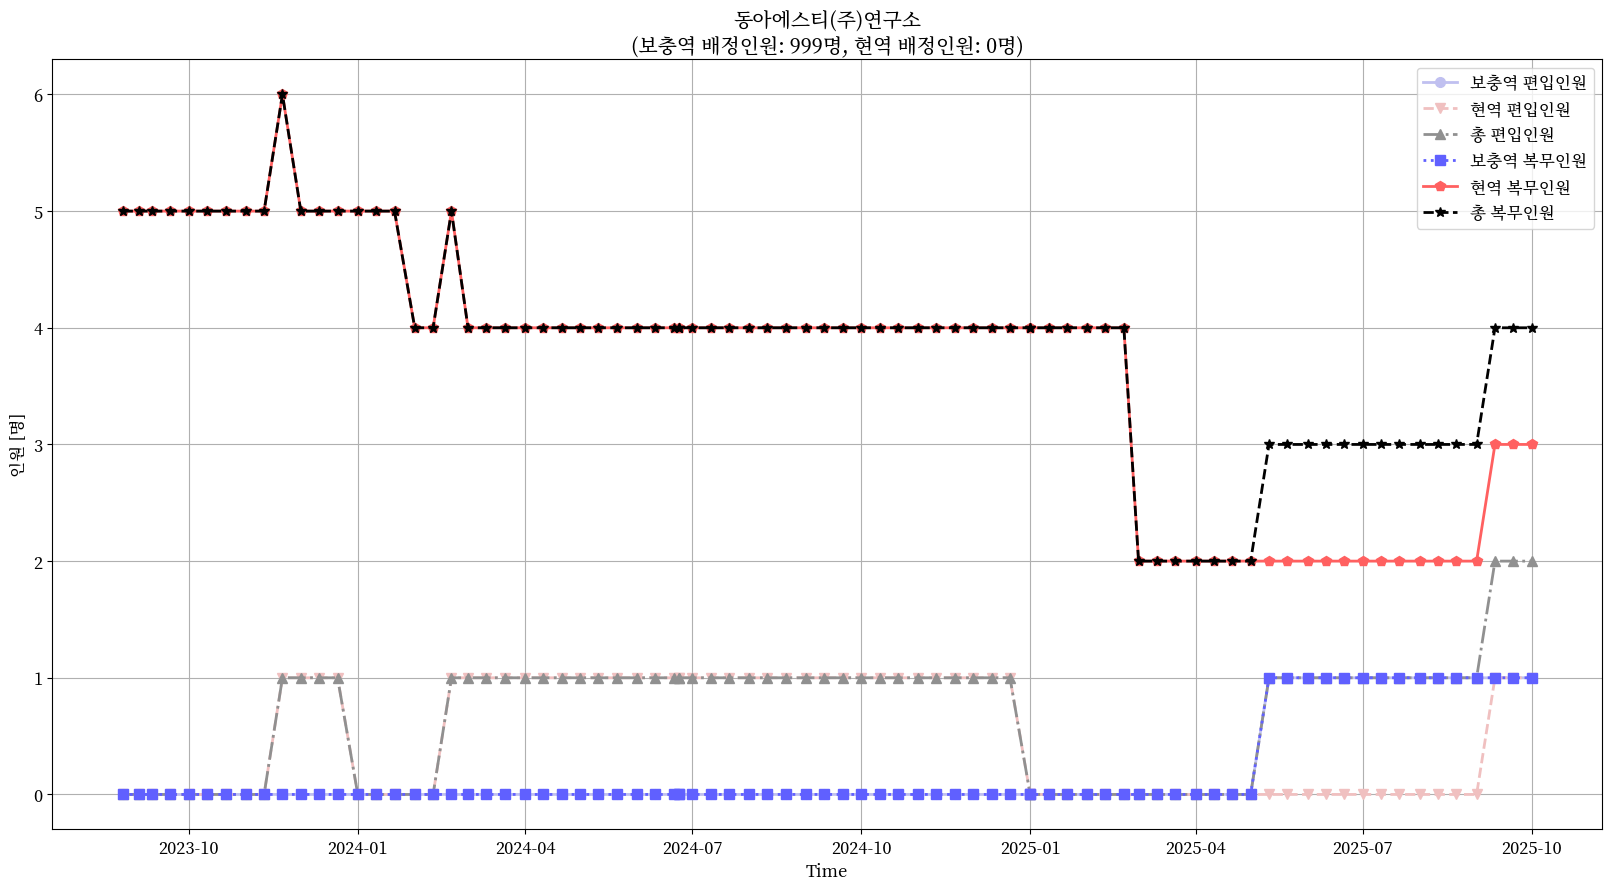 동아에스티(주)연구소
(보충역 배정인원: 999명, 현역 배정인원: 0명)
보충역 편입인원
현역 편입인원
총 편입인원
보충역 복무인원
현역 복무인원
총 복무인원
인원 [명]
6
5
4
3
2
1
0
2023-10
2024-01
2024-04
2024-07
2024-10
2025-01
2025-04
2025-07
2025-10
Time